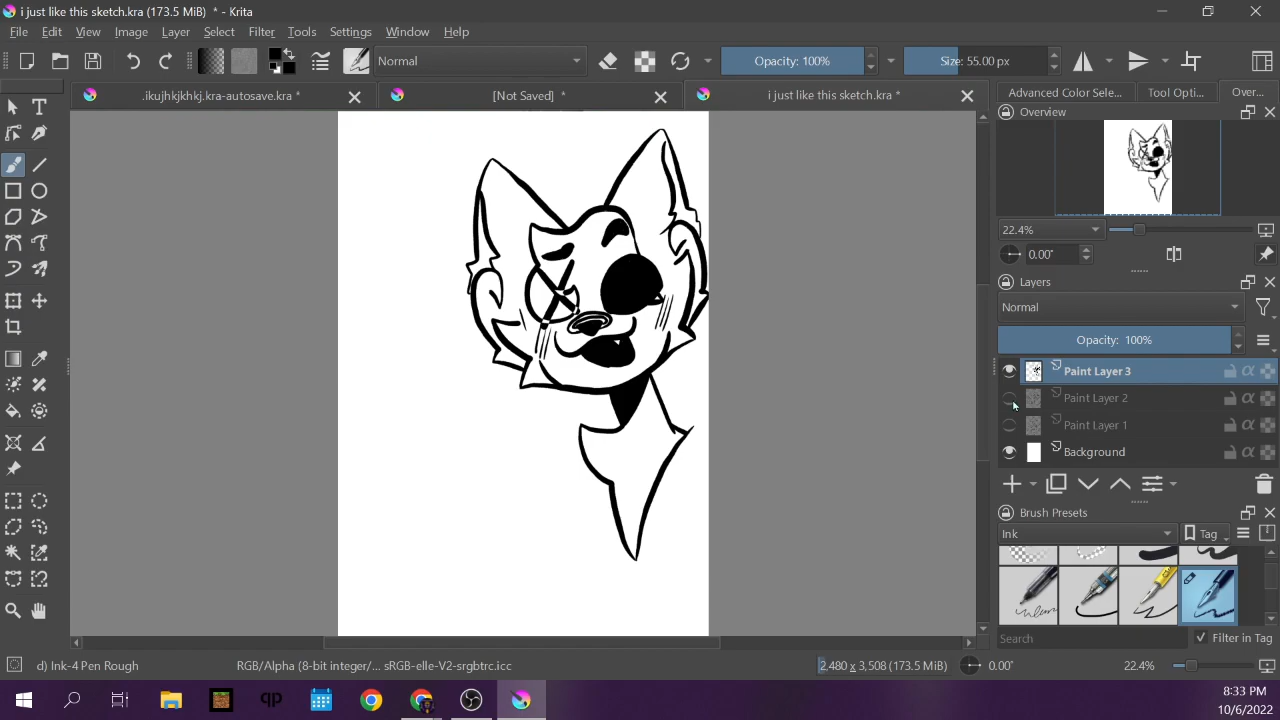 i just like this sketch.kra (173.5 MiB)  * - Krita
File Edit View Image Layer Select Filter Tools Settings Window Help
Normal Opacity: 100% Size: 55.00 px
.ikujhkjkhkj.kra-autosave.kra * [Not Saved] * i just like this sketch.kra * Advanced Color Sele... Tool Opti... Over...
Overview
22.4%
0.00°
Layers
Normal
Opacity: 100%
Paint Layer 3
Paint Layer 2
Paint Layer 1
Background
Brush Presets
Ink Tag
Search Filter in Tag
d) Ink-4 Pen Rough RGB/Alpha (8-bit integer/... sRGB-elle-V2-srgbtrc.icc 2,480 x 3,508 (173.5 MiB) 0.00° 22.4%
qp
8:33 PM
10/6/2022